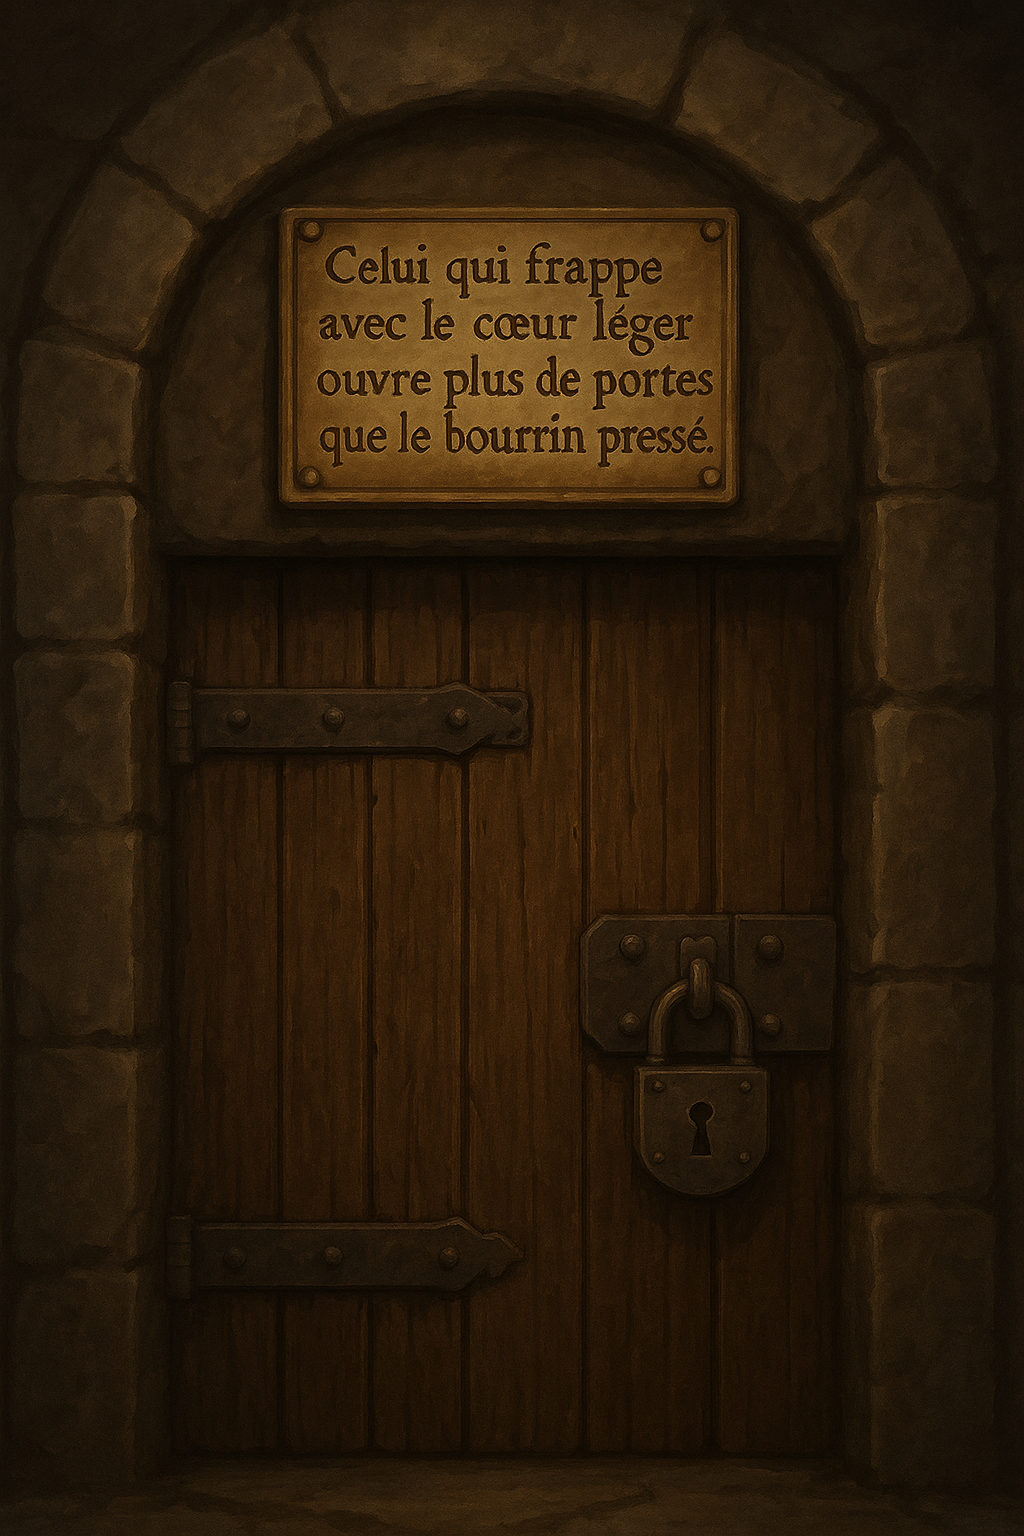 Celui qui frappe
avec le cœur léger
ouvre plus de portes
que le bourrin pressé.